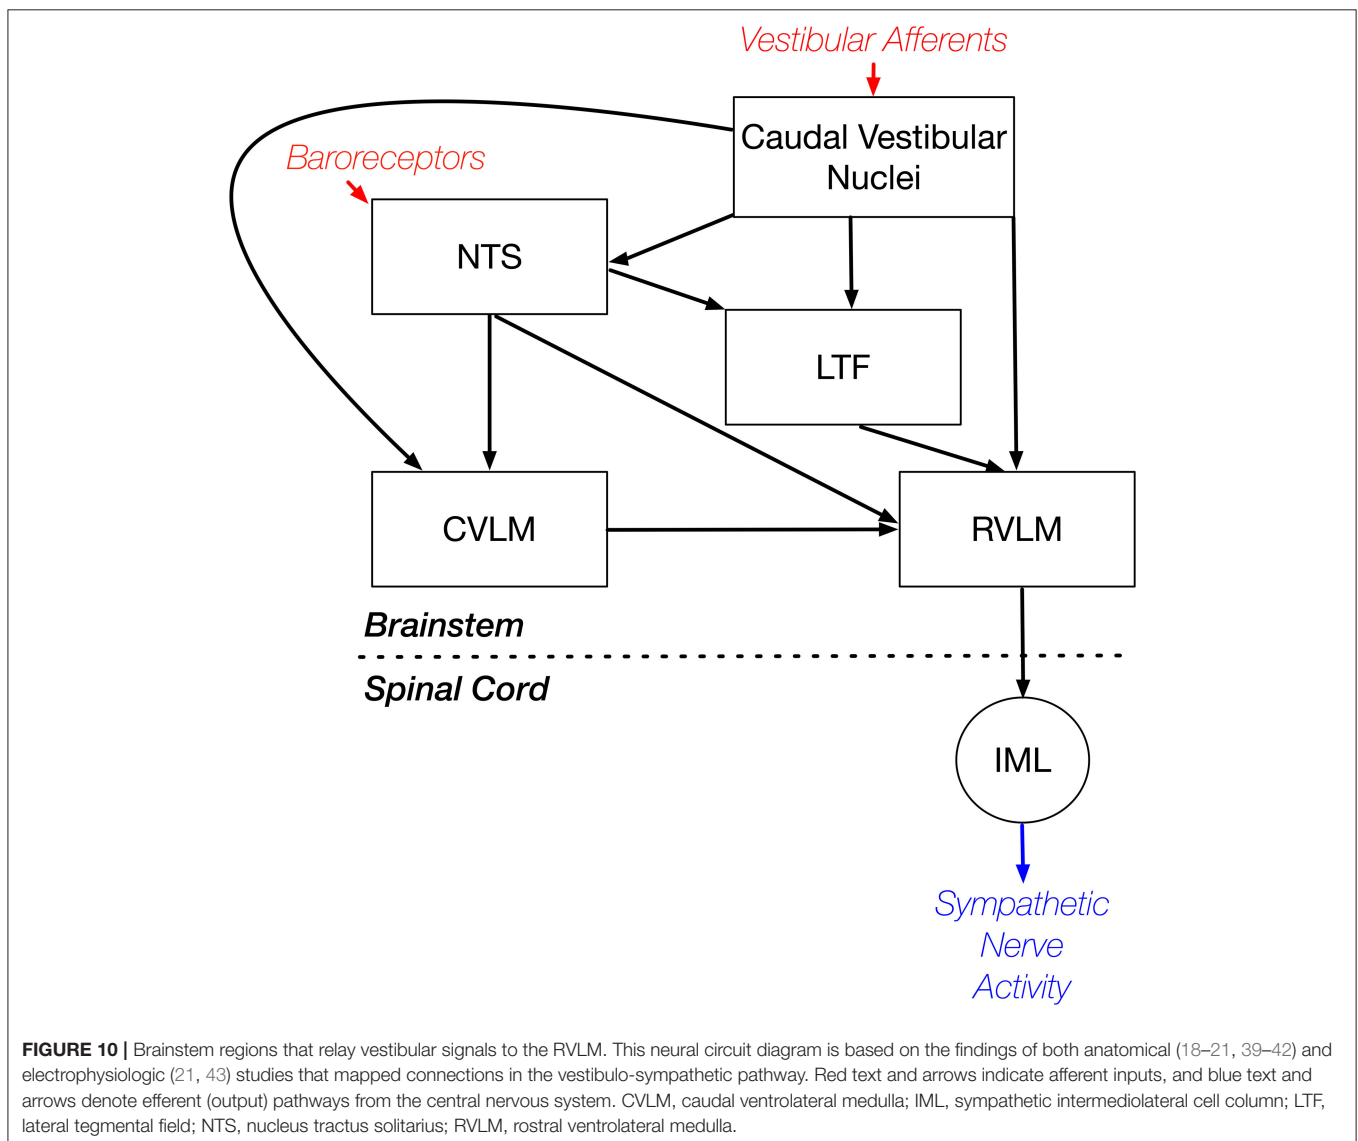 Vestibular Afferents
Caudal Vestibular
Nuclei
Baroreceptors
NTS
LTF
CVLM
RVLM
Brainstem
Spinal Cord
IML
Sympathetic
Nerve
Activity
FIGURE 10 | Brainstem regions that relay vestibular signals to the RVLM. This neural circuit diagram is based on the findings of both anatomical (18–21, 39–42) and
electrophysiologic (21, 43) studies that mapped connections in the vestibulo-sympathetic pathway. Red text and arrows indicate afferent inputs, and blue text and
arrows denote efferent (output) pathways from the central nervous system. CVLM, caudal ventrolateral medulla; IML, sympathetic intermediolateral cell column; LTF,
lateral tegmental field; NTS, nucleus tractus solitarius; RVLM, rostral ventrolateral medulla.